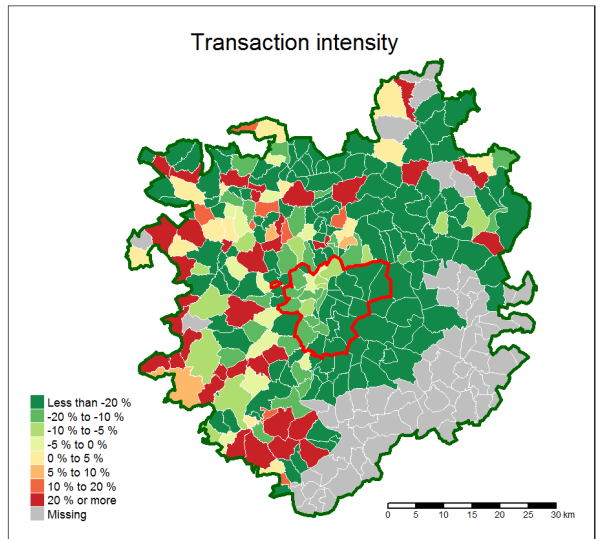 Transaction intensity
Less than -20 %
-20 % to -10 %
-10 % to -5 %
-5 % to 0 %
0 % to 5 %
5 % to 10 %
10 % to 20 %
20 % or more
Missing
0 5 10 15 20 25 30 km